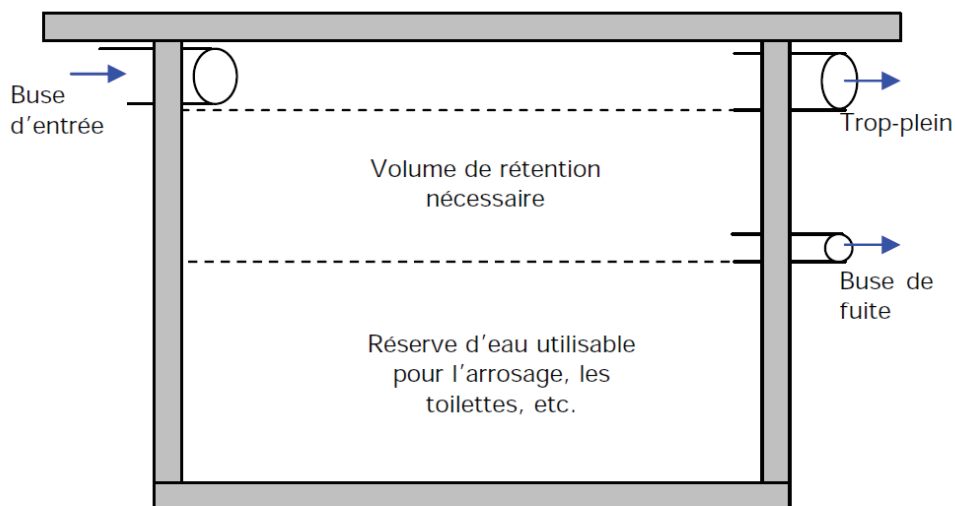 Buse
d'entrée
Trop-plein
Volume de rétention
nécessaire
Buse de
fuite
Réserve d'eau utilisable
pour l'arrosage, les
toilettes, etc.